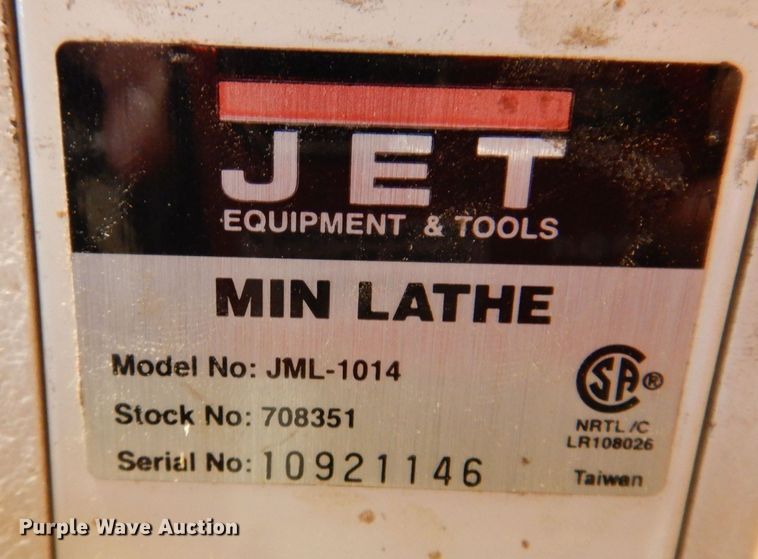 JET
EQUIPMENT & TOOLS
MIN LATHE
Model No: JML-1014
Stock No: 708351
Serial No: 10921146
SA ®
NRTL/C
LR108026
Taiwan
Purple Wave Auction